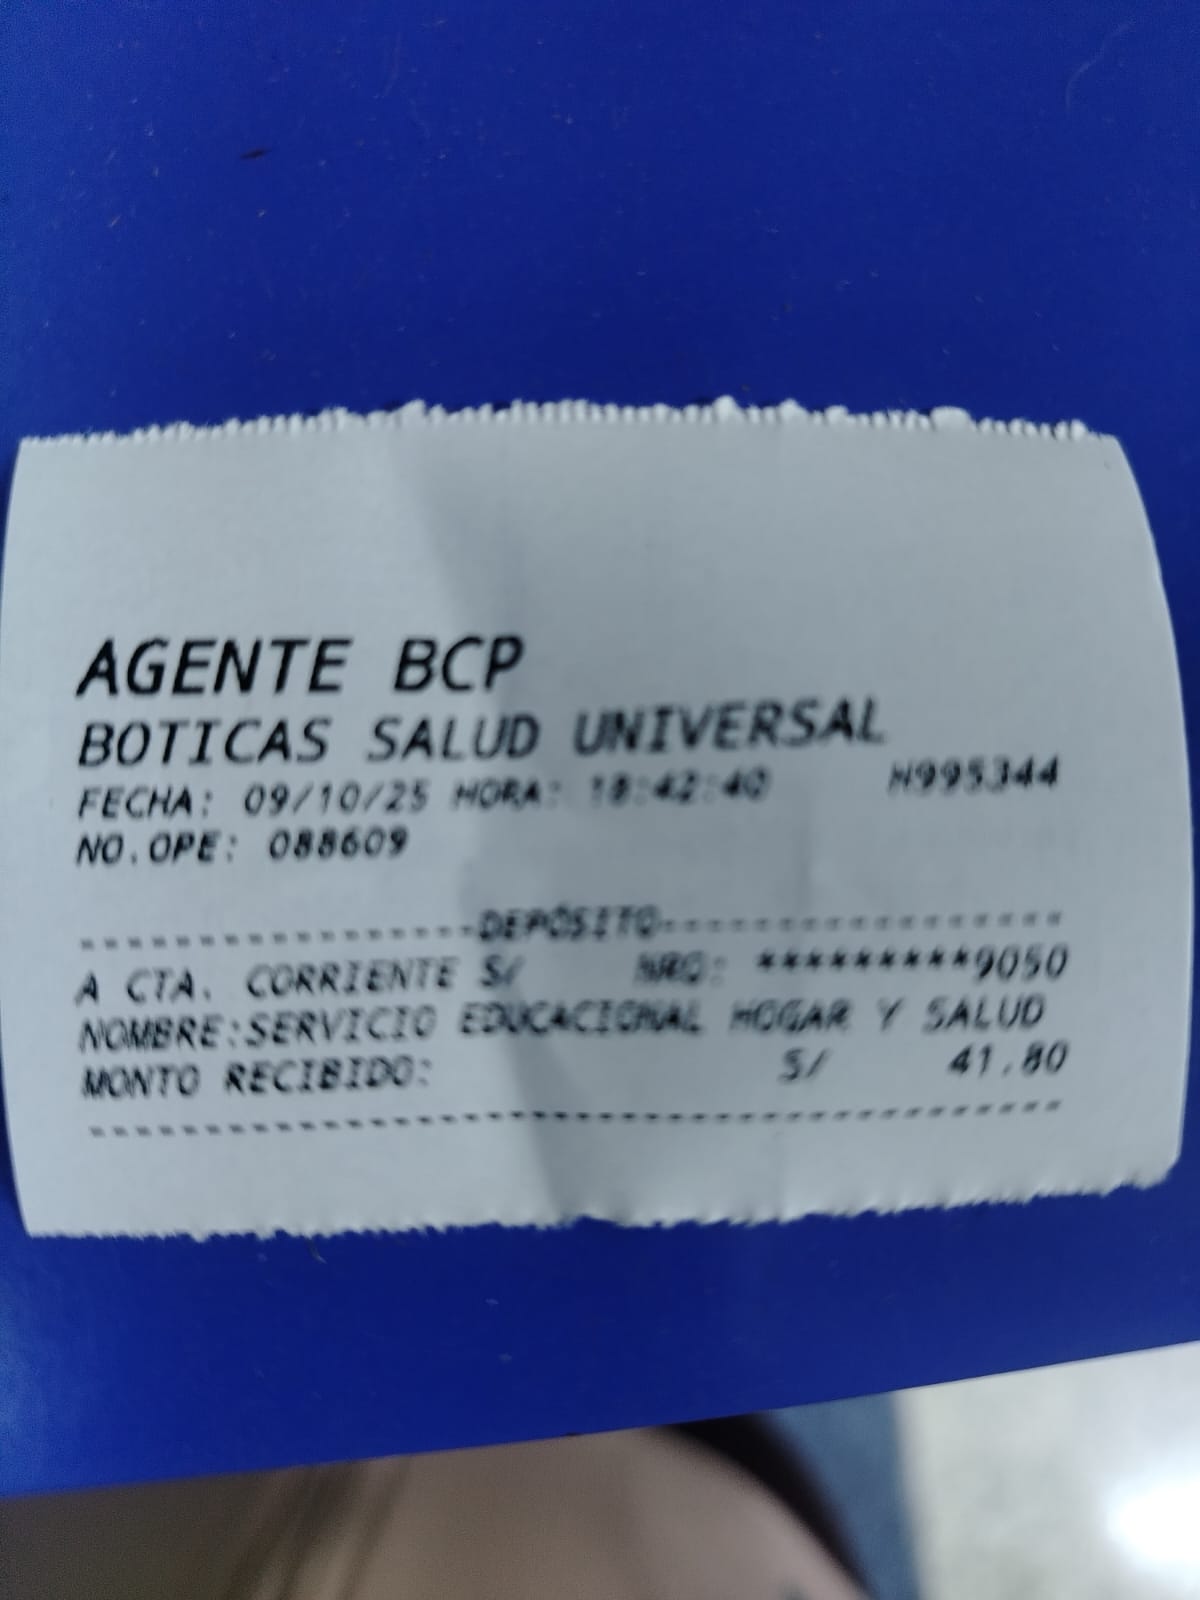 AGENTE BCP
BOTICAS SALUD UNIVERSAL
FECHA: 09/10/25 HORA: 18:42:40 H995344
NO.OPE: 088609
-----------------DEPÓSITO-----------------
A CTA. CORRIENTE S/ NRO: *********9050
NOMBRE:SERVICIO EDUCACIONAL HOGAR Y SALUD
MONTO RECIBIDO: S/ 41.80